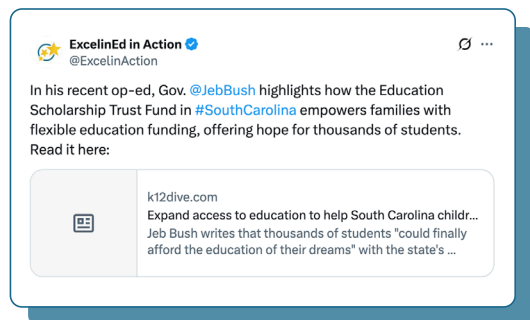 ExcelinEd in Action
@ExcelinAction
In his recent op-ed, Gov. @JebBush highlights how the Education
Scholarship Trust Fund in #SouthCarolina empowers families with
flexible education funding, offering hope for thousands of students.
Read it here:
k12dive.com
Expand access to education to help South Carolina childr...
Jeb Bush writes that thousands of students "could finally
afford the education of their dreams" with the state's ...